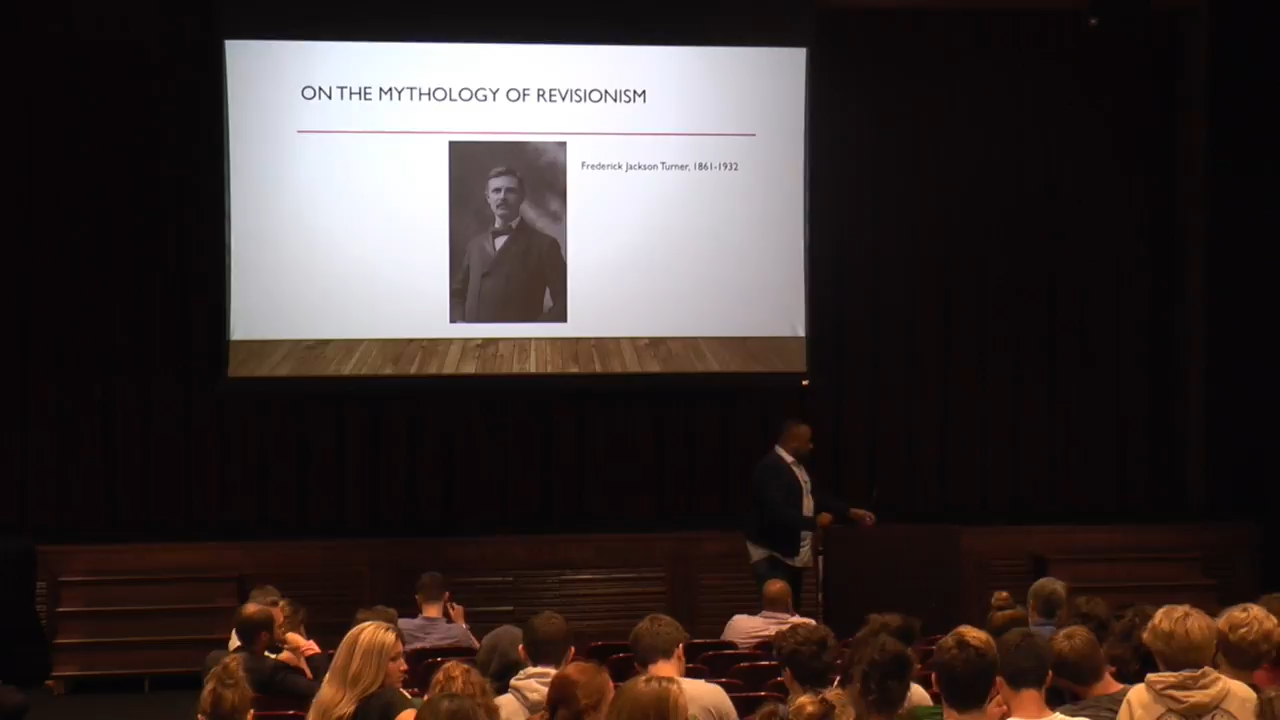 ON THE MYTHOLOGY OF REVISIONISM
Frederick Jackson Turner, 1861-1932